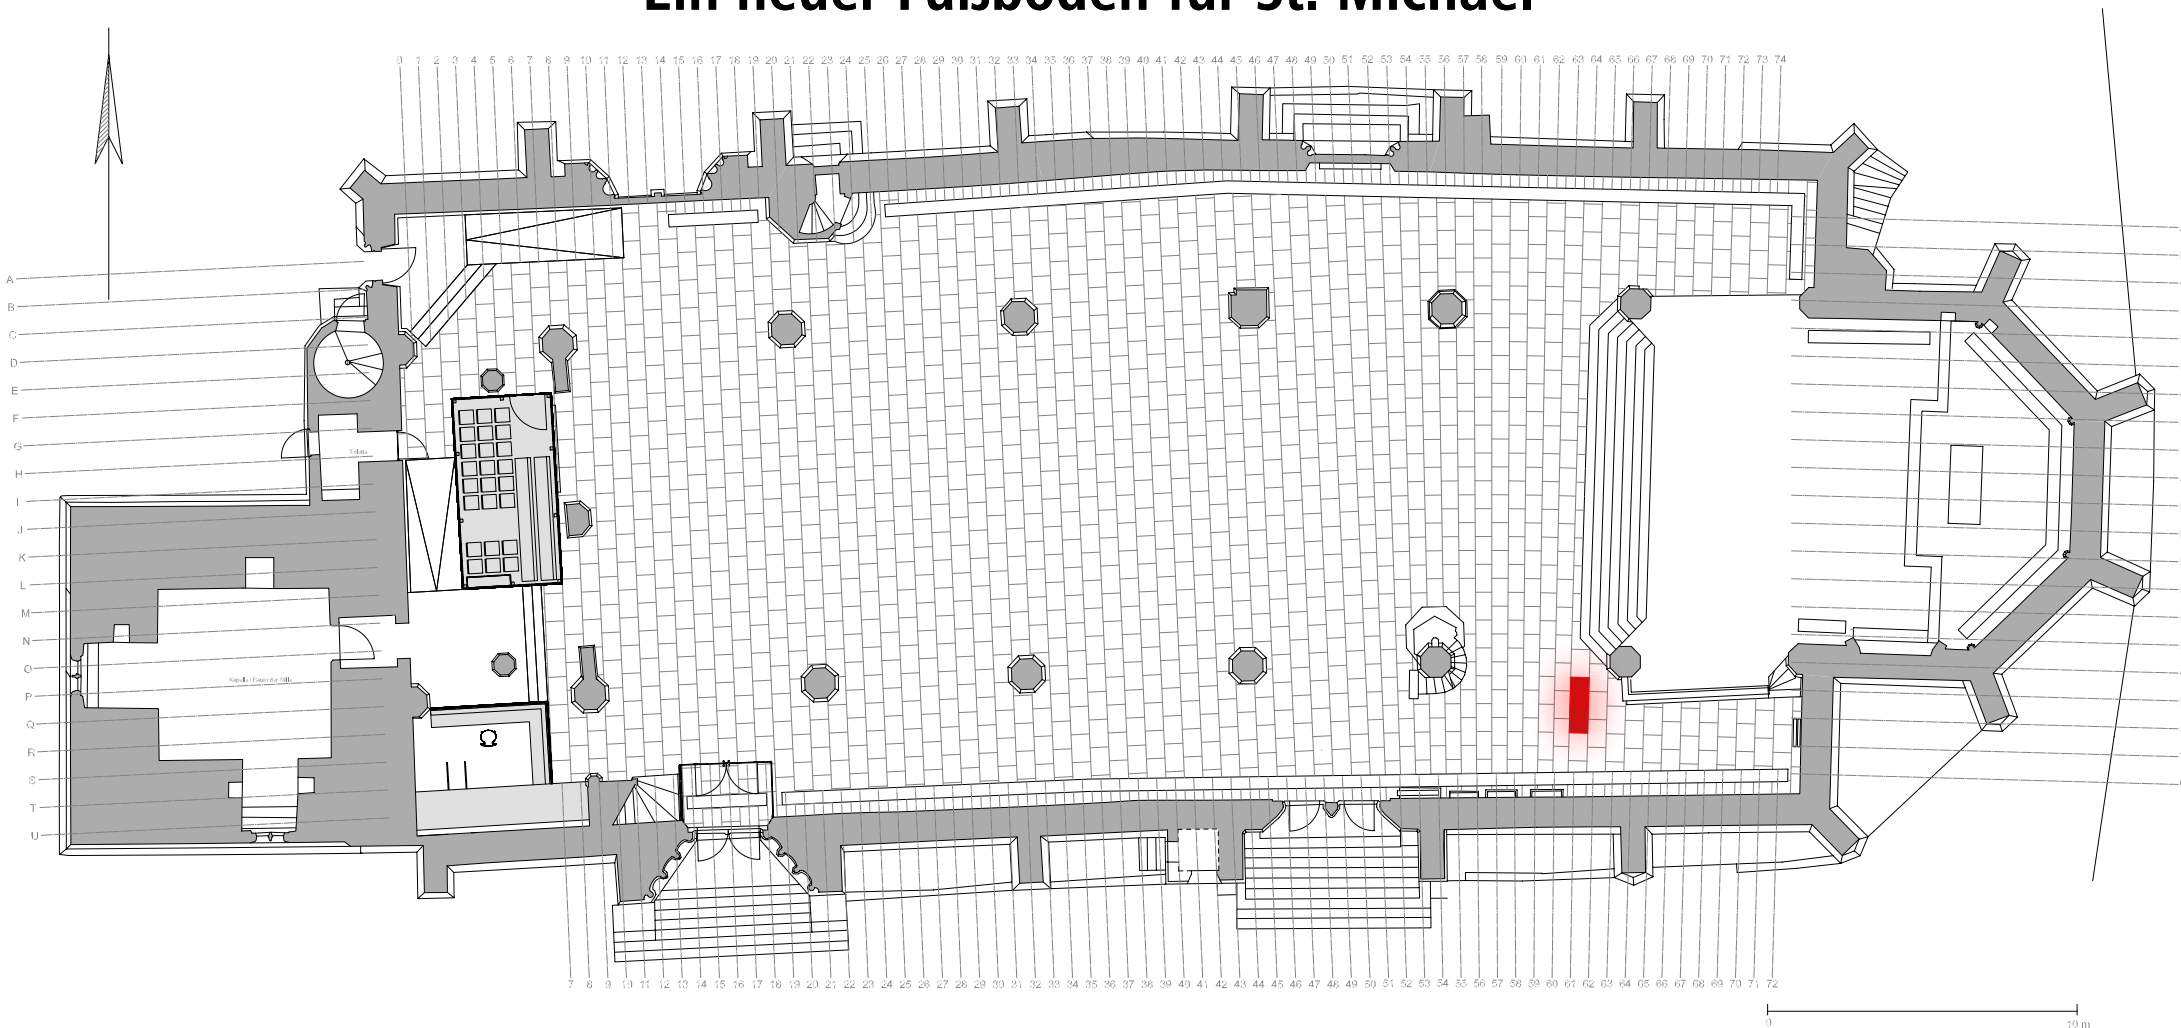 Ein neuer Fußboden für St. Michael
0 1 2 3 4 5 6 7 8 9 10 11 12 13 14 15 16 17 18 19 20 21 22 23 24 25 26 27 28 29 30 31 32 33 34 35 36 37 38 39 40 41 42 43 44 45 46 47 48 49 50 51 52 53 54 55 56 57 58 59 60 61 62 63 64 65 66 67 68 69 70 71 72 73 74
A
B
C
D
E
F
G
H
I
J
K
L
M
N
O
P
Q
R
S
T
U
7 8 9 10 11 12 13 14 15 16 17 18 19 20 21 22 23 24 25 26 27 28 29 30 31 32 33 34 35 36 37 38 39 40 41 42 43 44 45 46 47 48 49 50 51 52 53 54 55 56 57 58 59 60 61 62 63 64 65 66 67 68 69 70 71 72
0 10 m